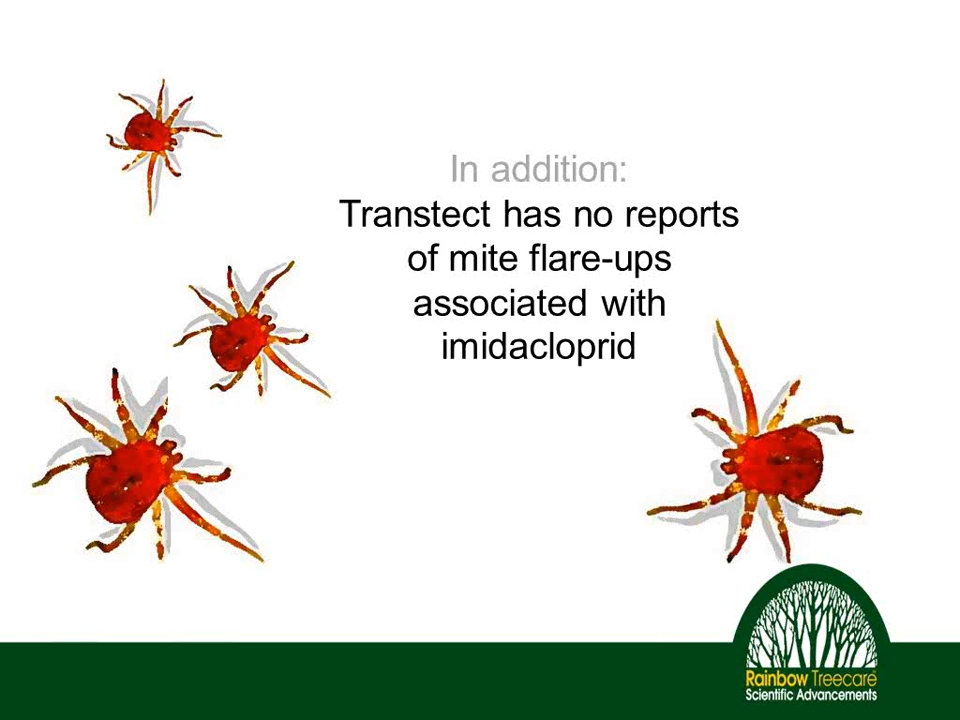 In addition:
Transtect has no reports
of mite flare-ups
associated with
imidacloprid
Rainbow Treecare
Scientific Advancements